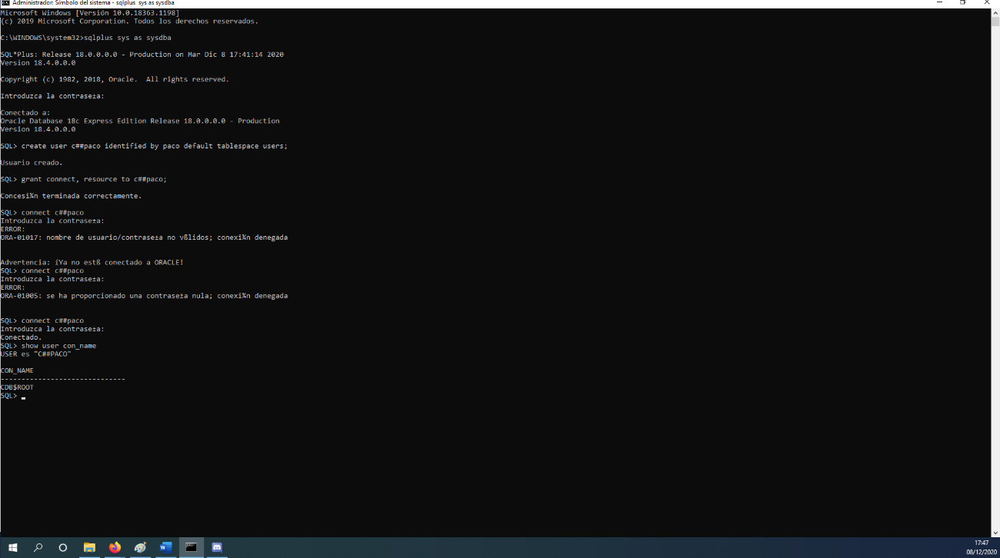 Administrador: Símbolo del sistema - sqlplus sys as sysdba
Microsoft Windows [Versión 10.0.18363.1198]
(c) 2019 Microsoft Corporation. Todos los derechos reservados.
C:\WINDOWS\system32>sqlplus sys as sysdba
SQL*Plus: Release 18.0.0.0.0 - Production on Mar Dic 8 17:41:14 2020
Version 18.4.0.0.0
Copyright (c) 1982, 2018, Oracle.  All rights reserved.
Introduzca la contrase±a:
Conectado a:
Oracle Database 18c Express Edition Release 18.0.0.0.0 - Production
Version 18.4.0.0.0
SQL> create user c##paco identified by paco default tablespace users;
Usuario creado.
SQL> grant connect, resource to c##paco;
Concesi¾n terminada correctamente.
SQL> connect c##paco
Introduzca la contrase±a:
ERROR:
ORA-01017: nombre de usuario/contrase±a no vßlidos; conexi¾n denegada
Advertencia: íYa no estß conectado a ORACLE!
SQL> connect c##paco
Introduzca la contrase±a:
ERROR:
ORA-01005: se ha proporcionado una contrase±a nula; conexi¾n denegada
SQL> connect c##paco
Introduzca la contrase±a:
Conectado.
SQL> show user con_name
USER es "C##PACO"
CON_NAME
------------------------------
CDB$ROOT
SQL>
17:47
08/12/2020